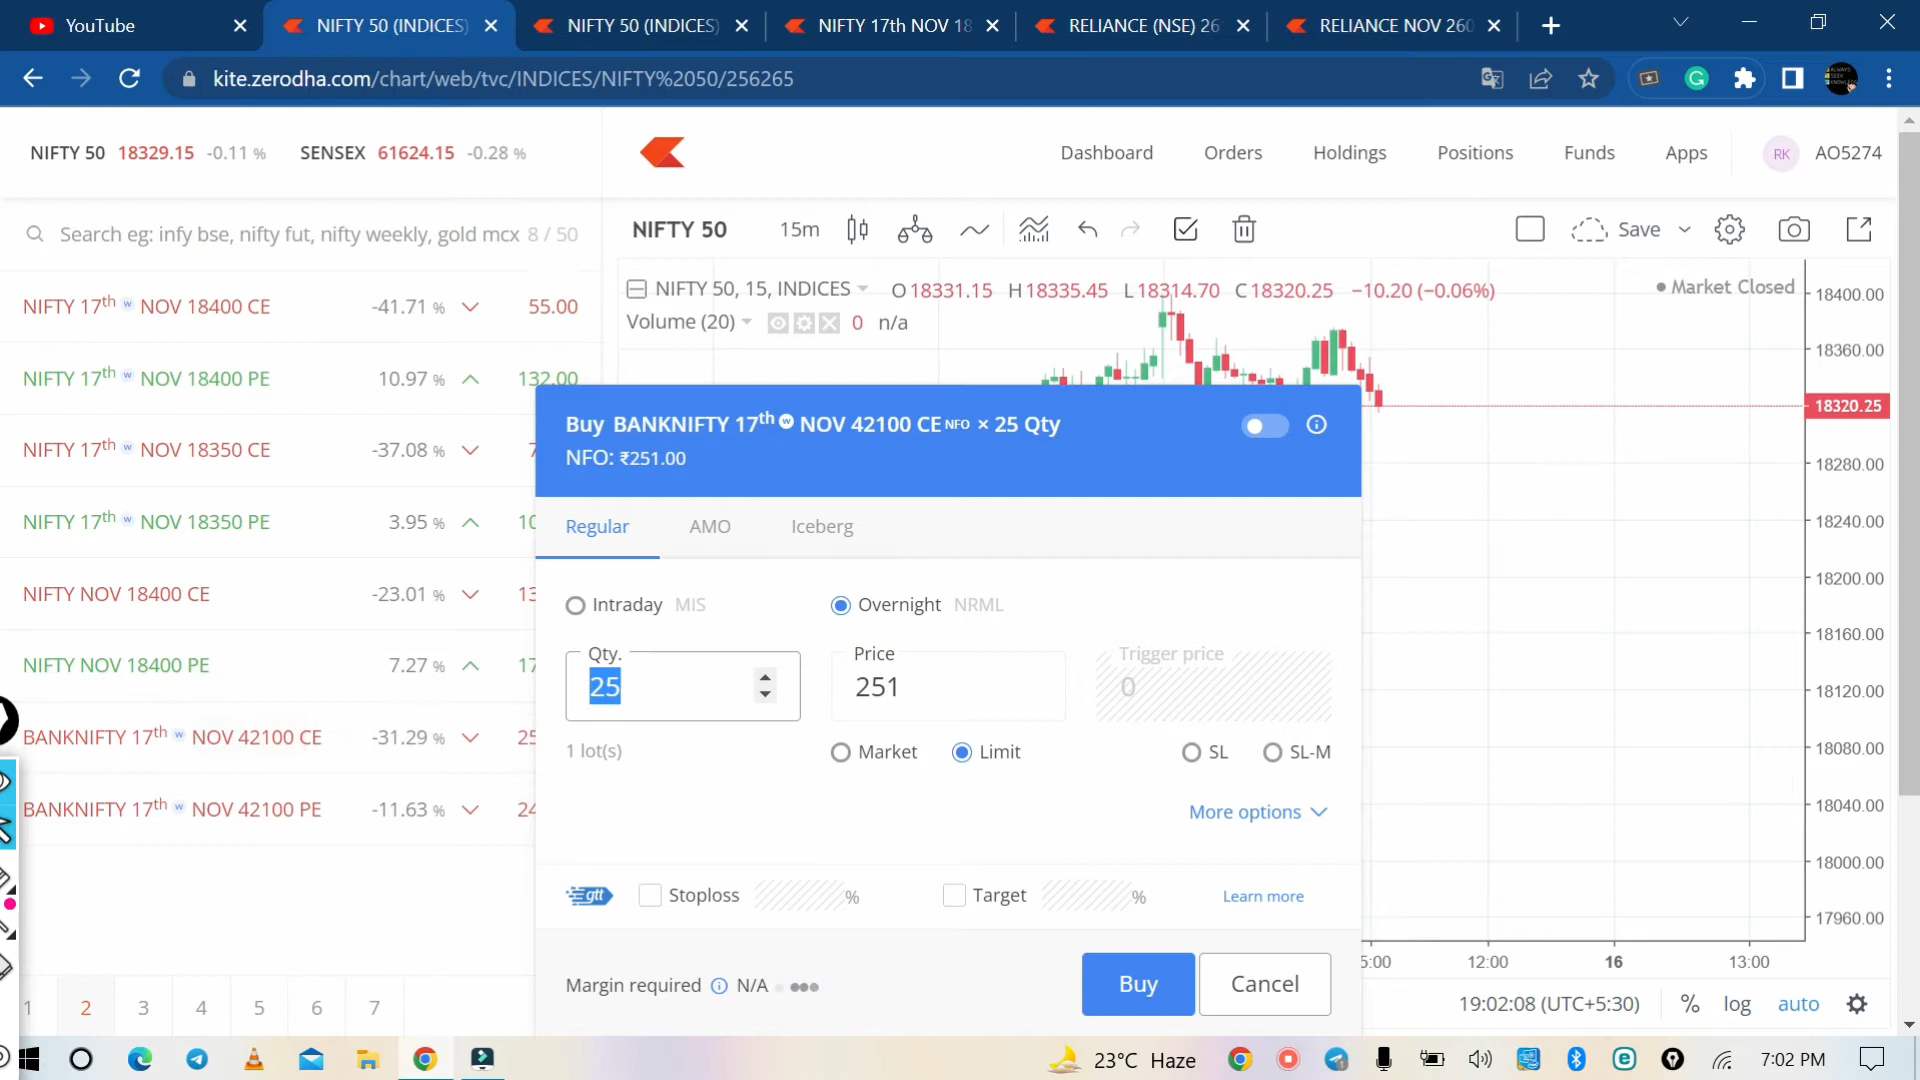 YouTube
NIFTY 50 (INDICES)
NIFTY 50 (INDICES)
NIFTY 17th NOV 18
RELIANCE (NSE) 26
RELIANCE NOV 260
kite.zerodha.com/chart/web/tvc/INDICES/NIFTY%2050/256265
NIFTY 50 18329.15 -0.11 % SENSEX 61624.15 -0.28 %
Dashboard Orders Holdings Positions Funds Apps RK AO5274
Search eg: infy bse, nifty fut, nifty weekly, gold mcx 8 / 50
NIFTY 50 15m Save
NIFTY 50, 15, INDICES O 18331.15 H 18335.45 L 18314.70 C 18320.25 −10.20 (−0.06%)
Market Closed
Volume (20) 0 n/a
NIFTY 17th w NOV 18400 CE -41.71 % 55.00
NIFTY 17th w NOV 18400 PE 10.97 % 132.00
NIFTY 17th w NOV 18350 CE -37.08 % 7
NIFTY 17th w NOV 18350 PE 3.95 % 10
NIFTY NOV 18400 CE -23.01 % 13
NIFTY NOV 18400 PE 7.27 % 17
BANKNIFTY 17th w NOV 42100 CE -31.29 % 25
BANKNIFTY 17th w NOV 42100 PE -11.63 % 24
1 2 3 4 5 6 7
Buy BANKNIFTY 17th w NOV 42100 CE NFO × 25 Qty
NFO: ₹251.00
Regular AMO Iceberg
Intraday MIS Overnight NRML
Qty. Price Trigger price
25 251 0
1 lot(s) Market Limit SL SL-M
More options
gtt Stoploss % Target % Learn more
Margin required N/A
Buy Cancel
18400.00
18360.00
18320.25
18280.00
18240.00
18200.00
18160.00
18120.00
18080.00
18040.00
18000.00
17960.00
5:00 12:00 16 13:00
19:02:08 (UTC+5:30) % log auto
23°C Haze
7:02 PM